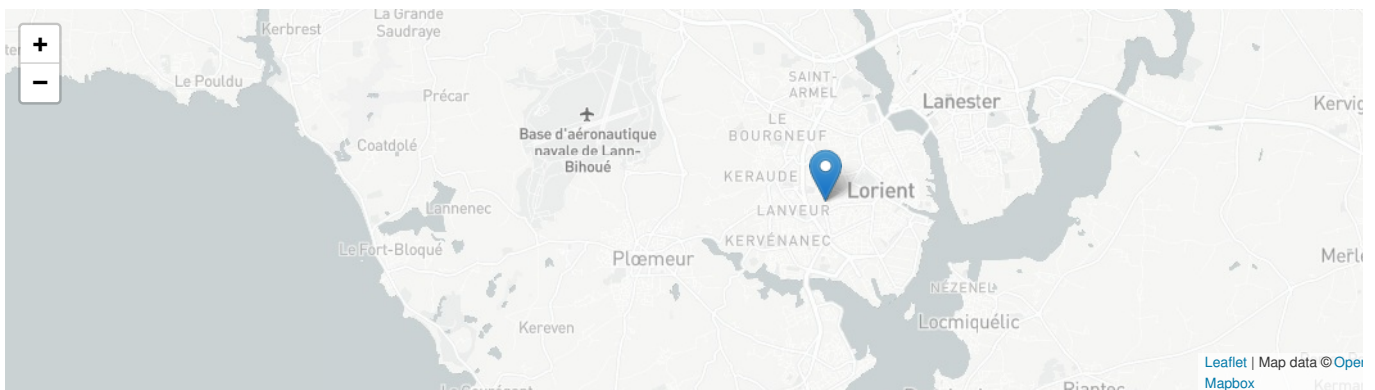 La Grande
Saudraye
Kerbrest
+
−
Le Pouldu
Précar
SAINT-
ARMEL
Lanester
LE
BOURGNEUF
Base d'aéronautique
navale de Lann-
Bihoué
Coatdolé
KERAUDE
Lorient
Lannenec
LANVEUR
Le Fort-Bloqué
KERVÉNANEC
Plœmeur
NÉZENEL
Locmiquélic
Kereven
Leaflet | Map data ©
Mapbox